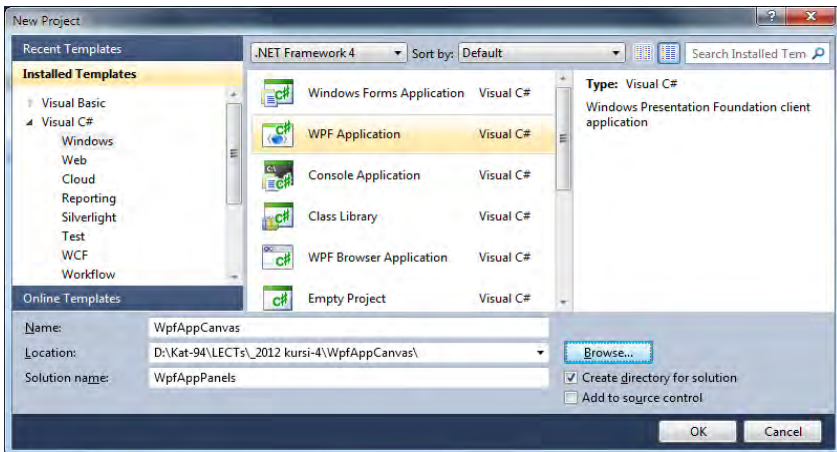 New Project
Recent Templates
.NET Framework 4 Sort by: Default Search Installed Tem
Installed Templates
Visual Basic
Visual C#
Windows
Web
Cloud
Reporting
Silverlight
Test
WCF
Workflow
Online Templates
Windows Forms Application Visual C#
WPF Application Visual C#
Console Application Visual C#
Class Library Visual C#
WPF Browser Application Visual C#
Empty Project Visual C#
Type: Visual C#
Windows Presentation Foundation client
application
Name: WpfAppCanvas
Location: D:\Kat-94\LECTs\_2012 kursi-4\WpfAppCanvas\ Browse...
Solution name: WpfAppPanels
Create directory for solution
Add to source control
OK Cancel